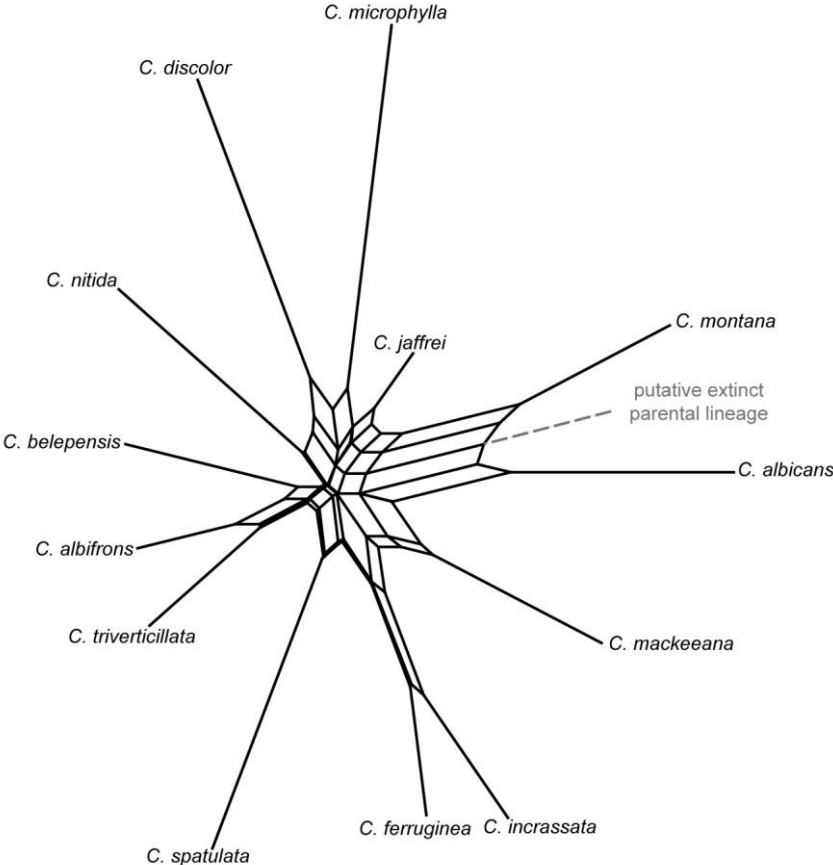 C. microphylla
C. discolor
C. nitida
C. montana
C. jaffrei
putative extinct
parental lineage
C. belepensis
C. albicans
C. albifrons
C. triverticillata
C. mackeeana
C. ferruginea
C. incrassata
C. spatulata